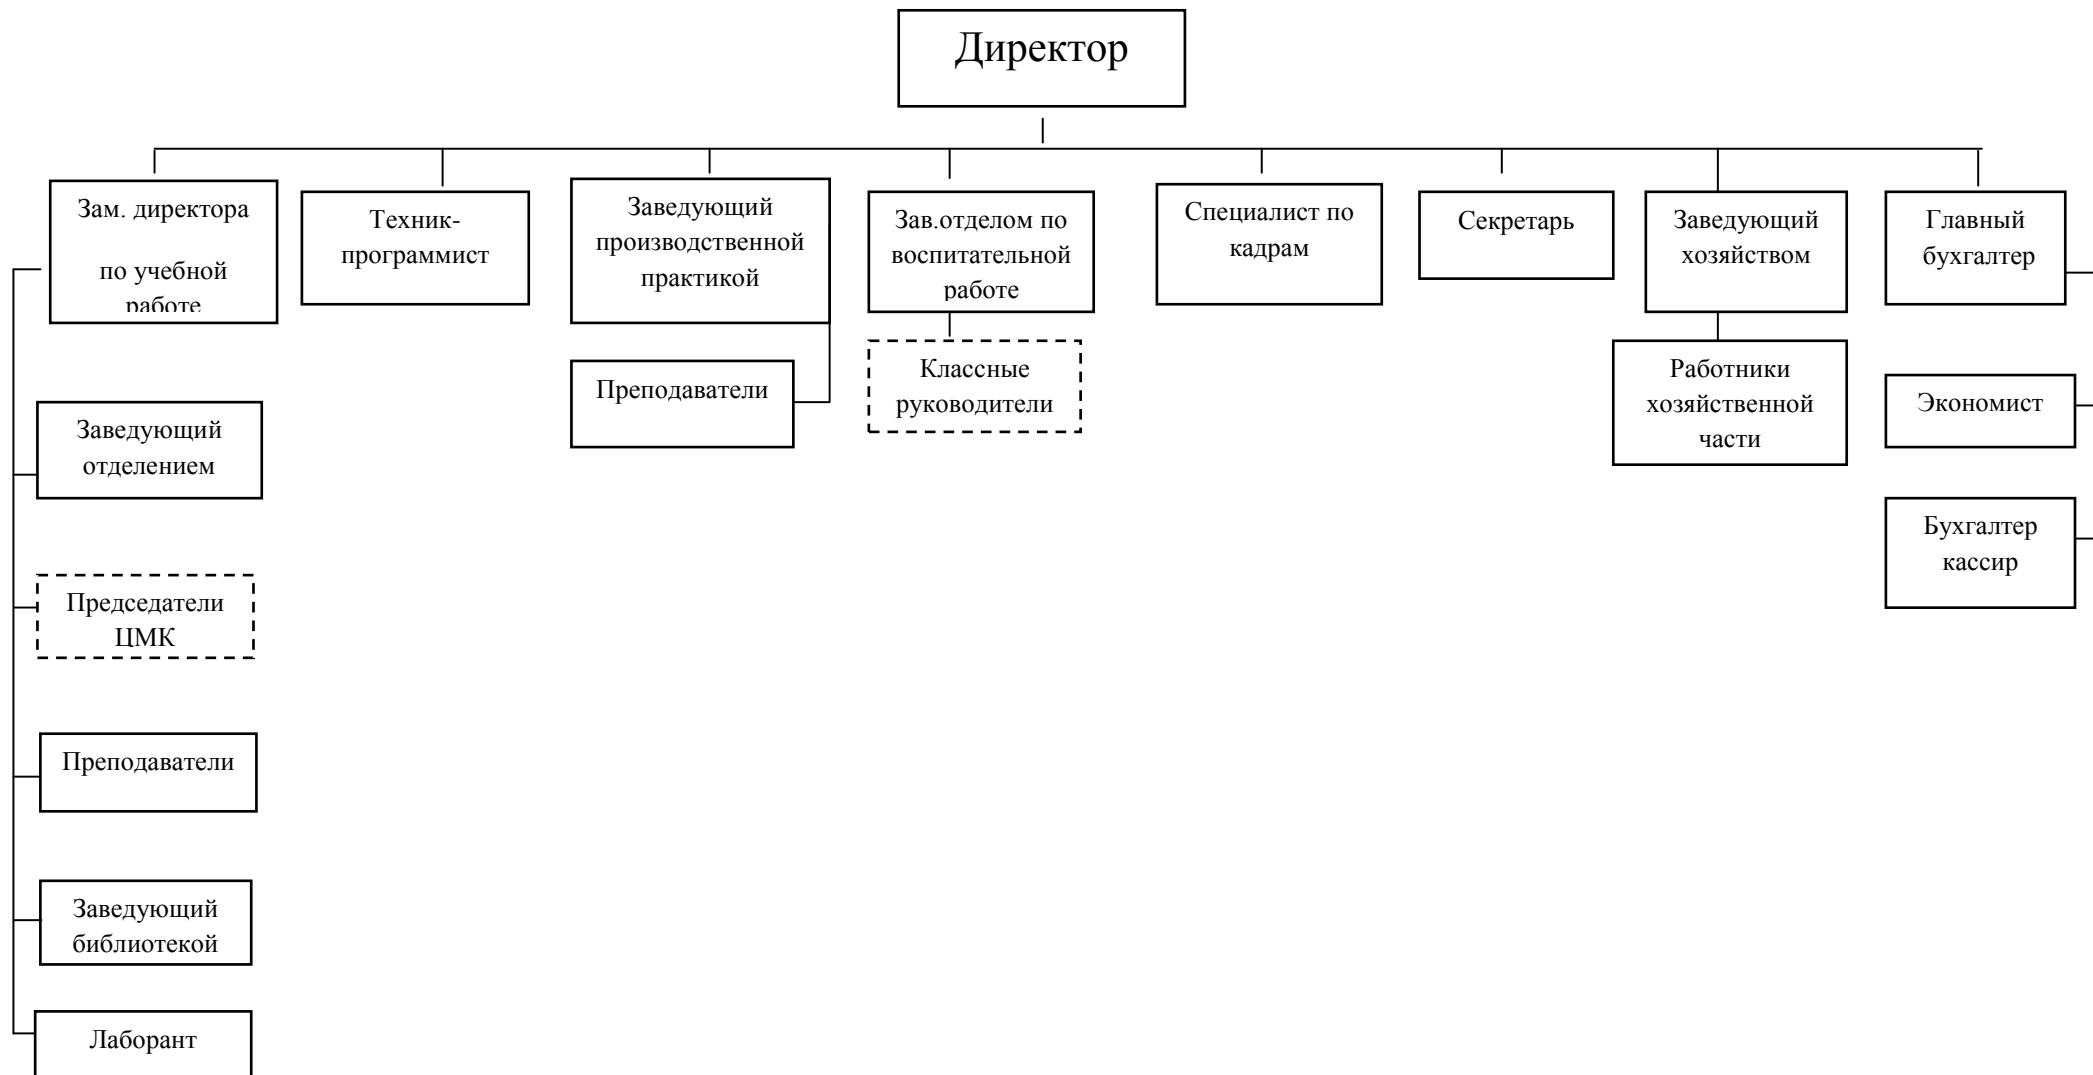 Директор
Зам. директора
по учебной
работе
Техник-
программист
Заведующий
производственной
практикой
Зав.отделом по
воспитательной
работе
Специалист по
кадрам
Секретарь
Заведующий
хозяйством
Главный
бухгалтер
Преподаватели
Классные
руководители
Работники
хозяйственной
части
Экономист
Заведующий
отделением
Бухгалтер
кассир
Председатели
ЦМК
Преподаватели
Заведующий
библиотекой
Лаборант